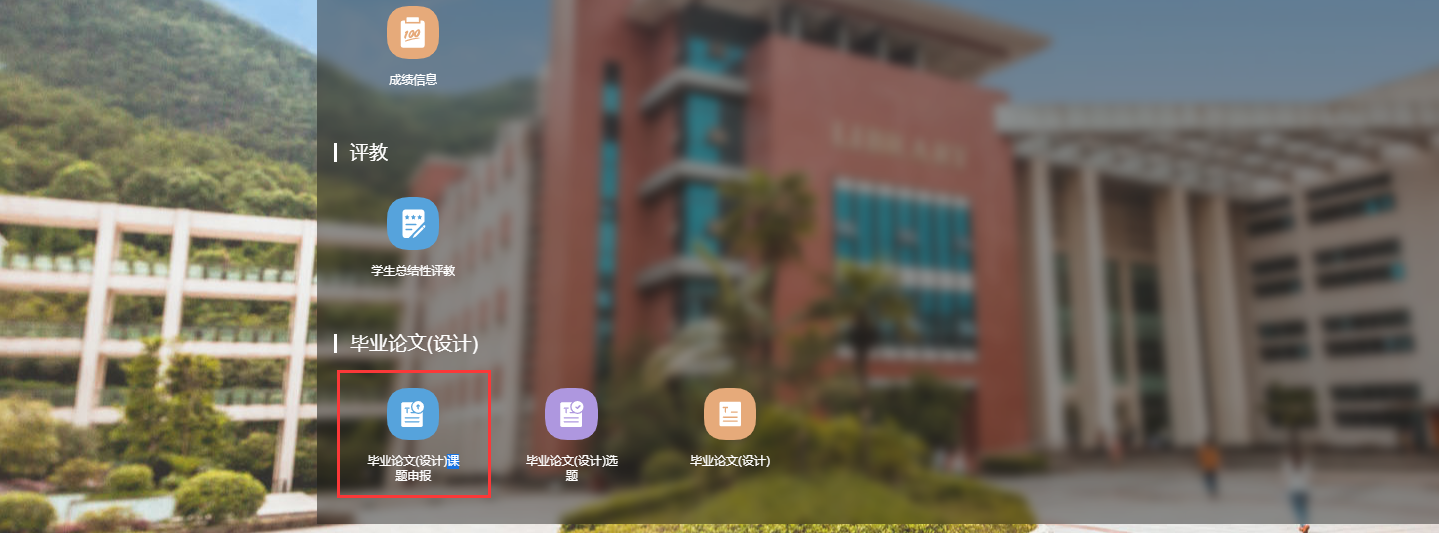 100
成绩信息
评教
学生总结性评教
毕业论文(设计)
毕业论文(设计)课
题申报
毕业论文(设计)选
题
毕业论文(设计)
LIBRARY